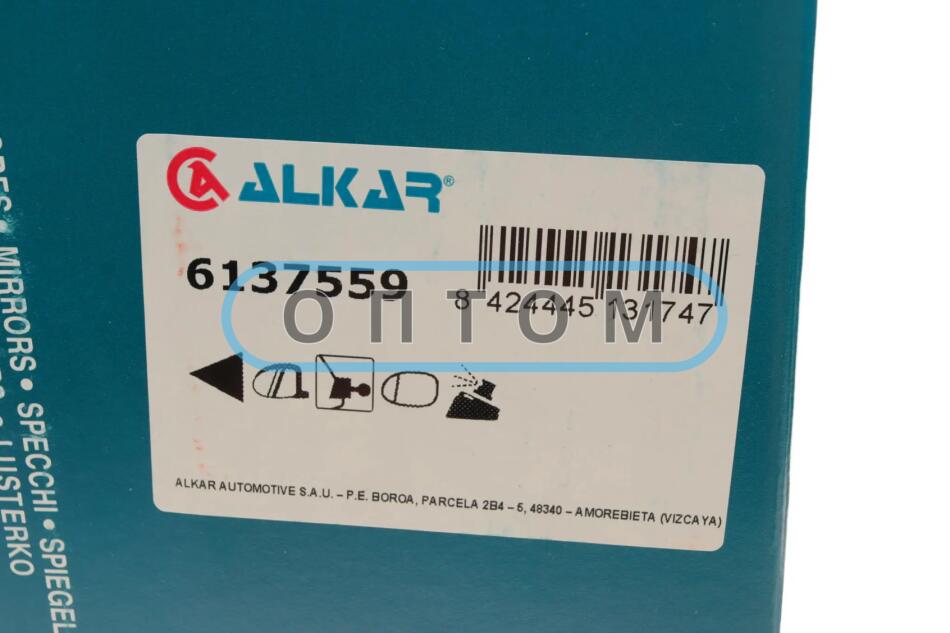 ALKAR®
6137559
8 424445 131747
ОПТОМ
ALKAR AUTOMOTIVE S.A.U. – P.E. BOROA, PARCELA 2B4 – 5, 48340 – AMOREBIETA (VIZCAYA)
• MIRRORS • SPECCHI • SPIEGEL
LUSTERKO